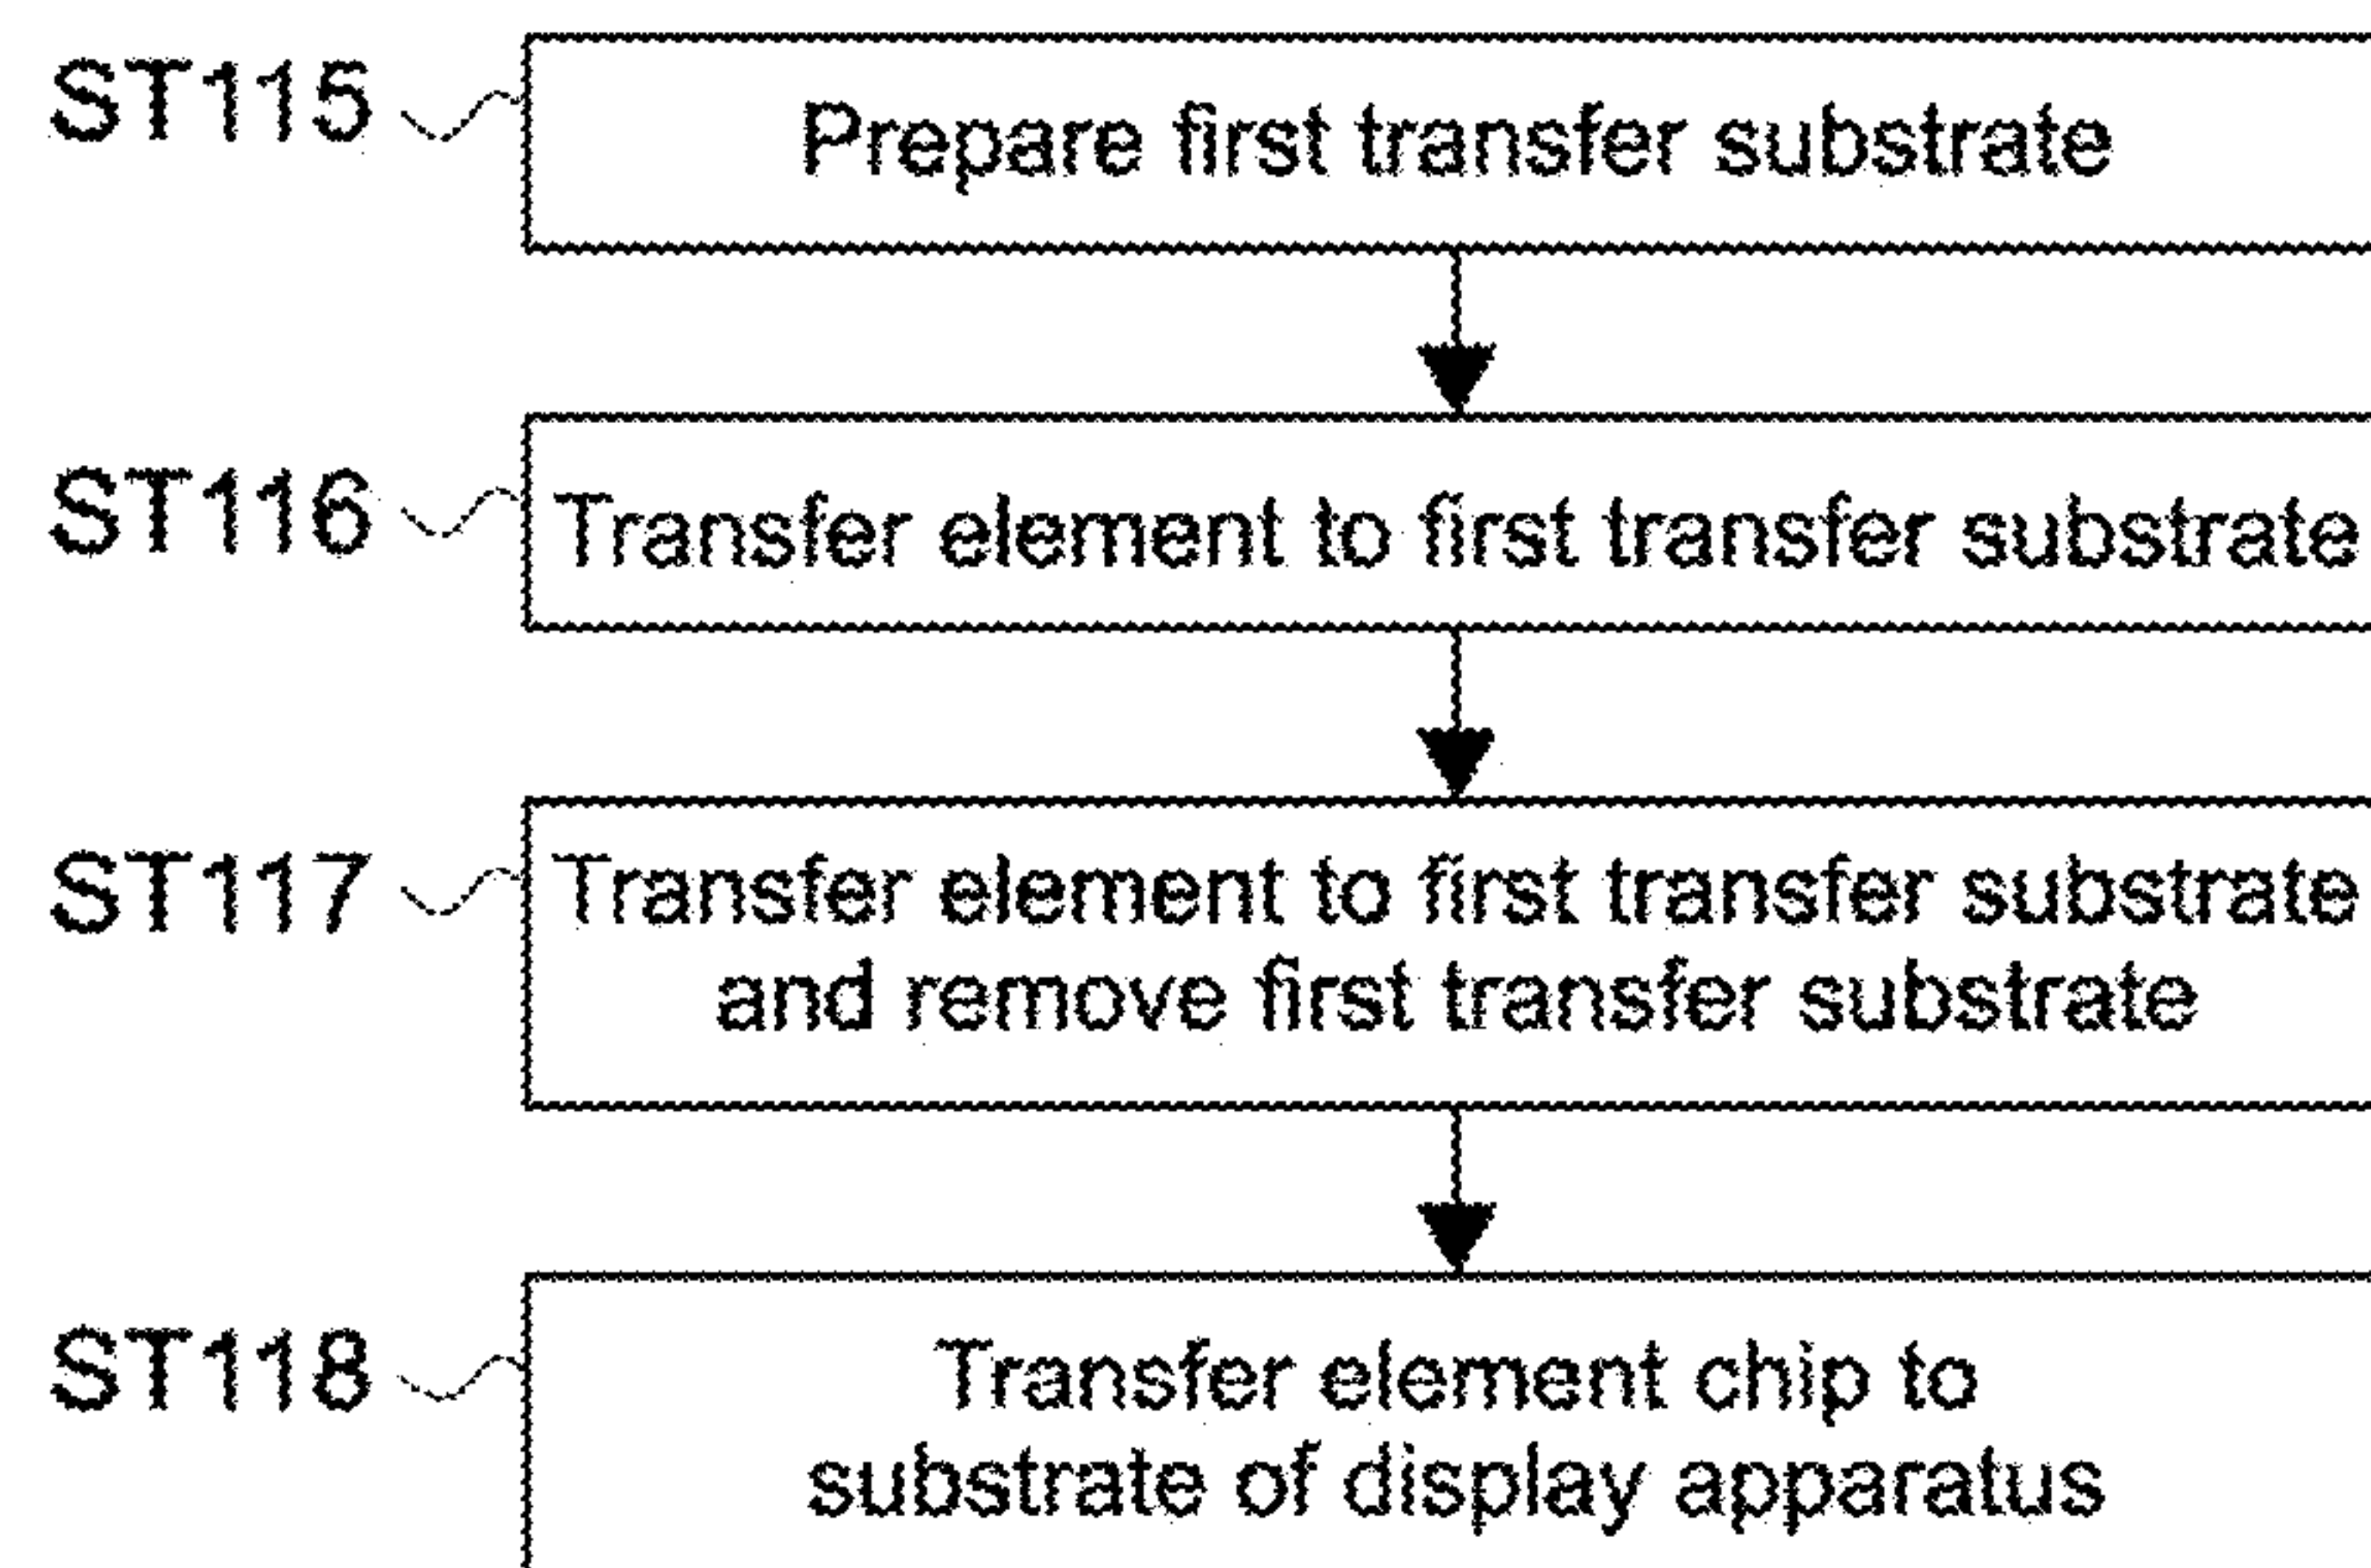 ST115
Prepare first transfer substrate
ST116
Transfer element to first transfer substrate
ST117
Transfer element to first transfer substrate
and remove first transfer substrate
ST118
Transfer element chip to
substrate of display apparatus